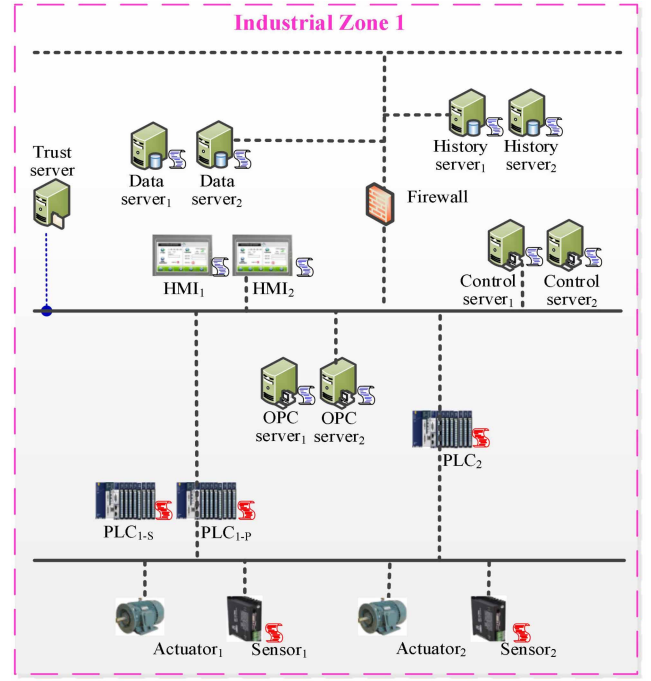 Industrial Zone 1
Trust
server
Data
server₁
Data
server₂
History
server₁
History
server₂
Firewall
HMI₁
HMI₂
Control
server₁
Control
server₂
OPC
server₁
OPC
server₂
PLC₂
PLC₁₋S
PLC₁₋P
Actuator₁
Sensor₁
Actuator₂
Sensor₂